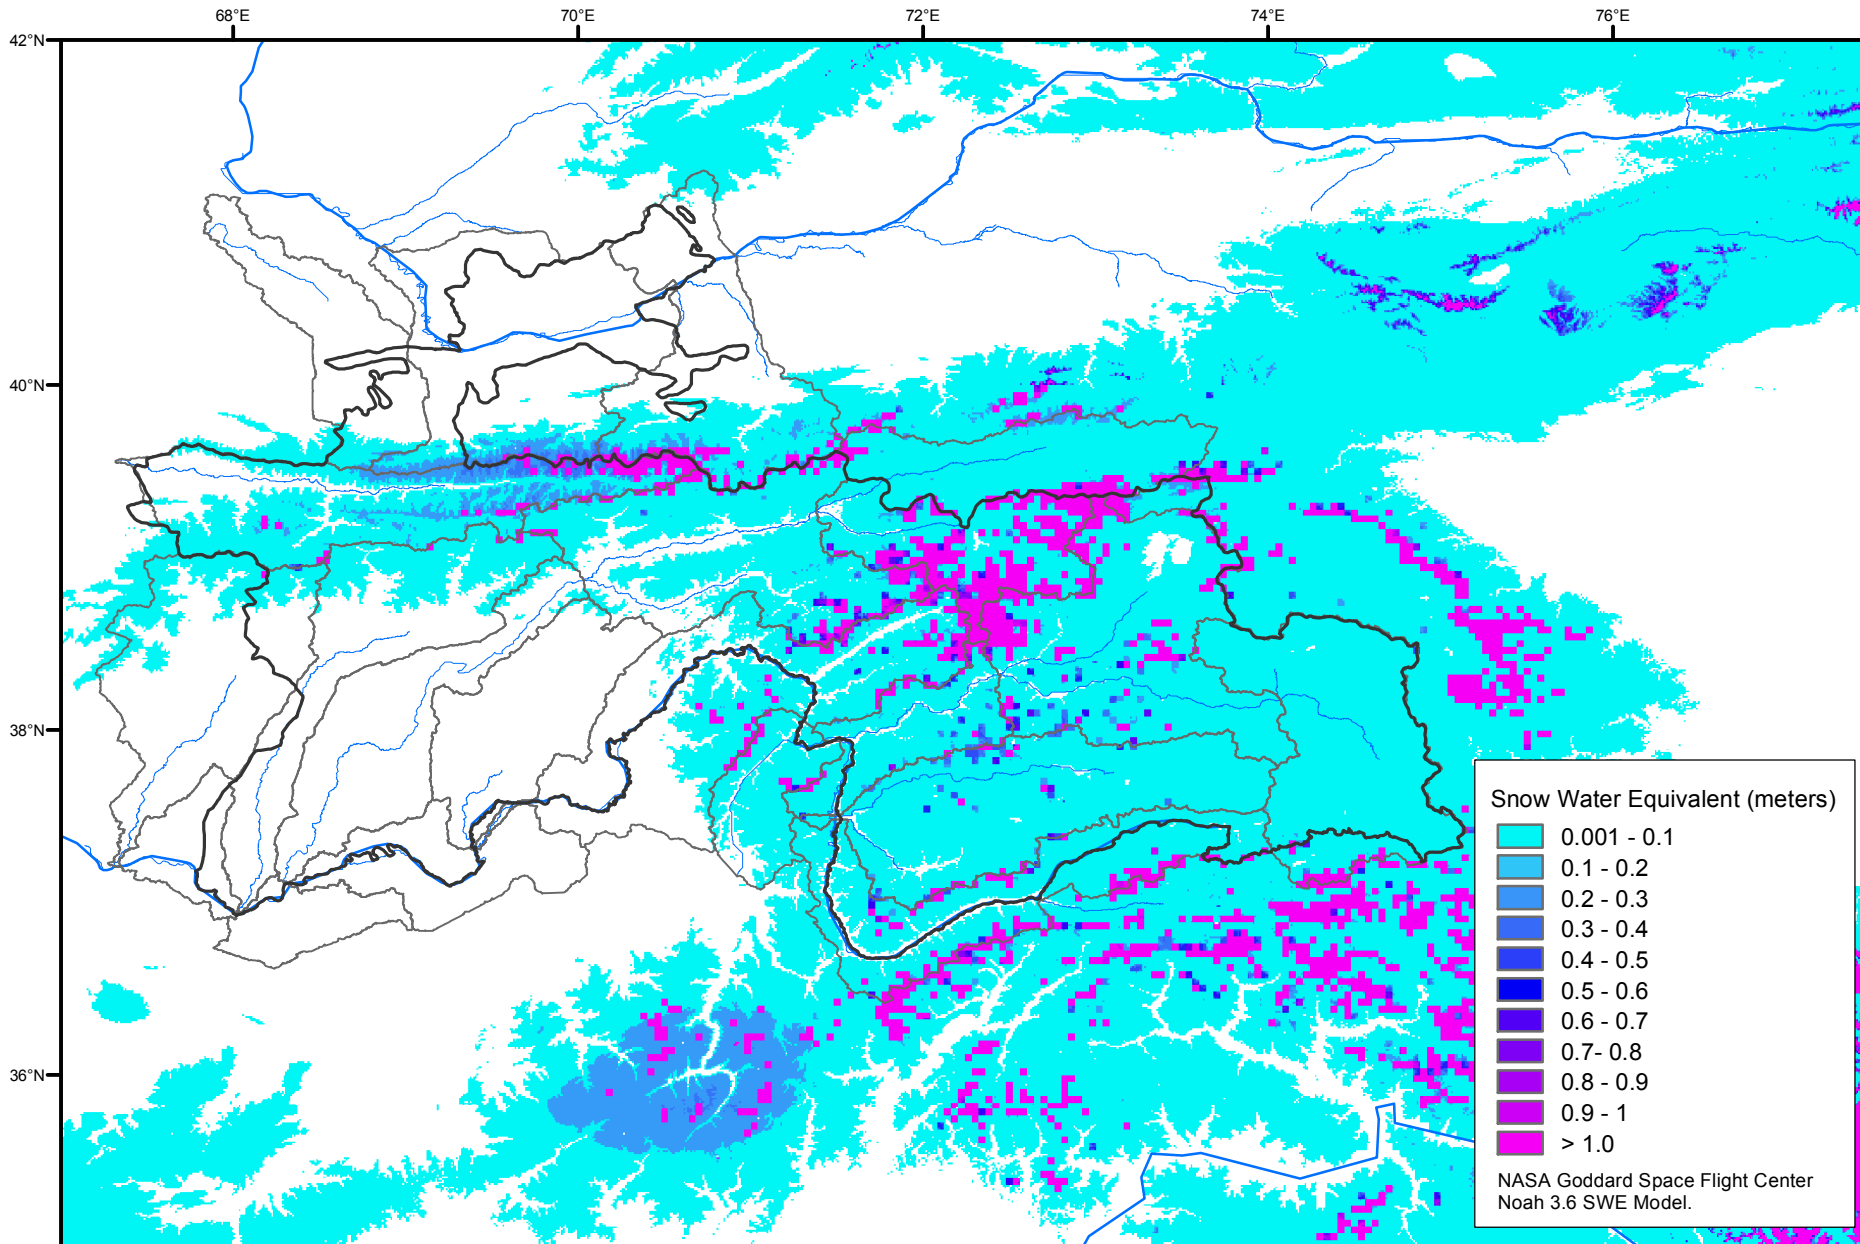 68°E 70°E 72°E 74°E 76°E
42°N
40°N
38°N
36°N
Snow Water Equivalent (meters)
0.001 - 0.1
0.1 - 0.2
0.2 - 0.3
0.3 - 0.4
0.4 - 0.5
0.5 - 0.6
0.6 - 0.7
0.7- 0.8
0.8 - 0.9
0.9 - 1
> 1.0
NASA Goddard Space Flight Center
Noah 3.6 SWE Model.